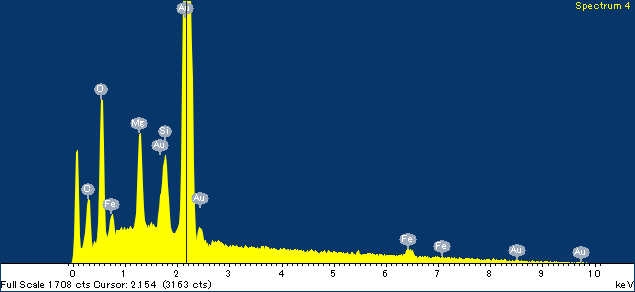 Spectrum 4
Au
O
Mg
Si
Au
C
Fe
Au
Fe
Fe
Au
Au
0 1 2 3 4 5 6 7 8 9 10
Full Scale 1708 cts Cursor: 2.154 (3163 cts) keV